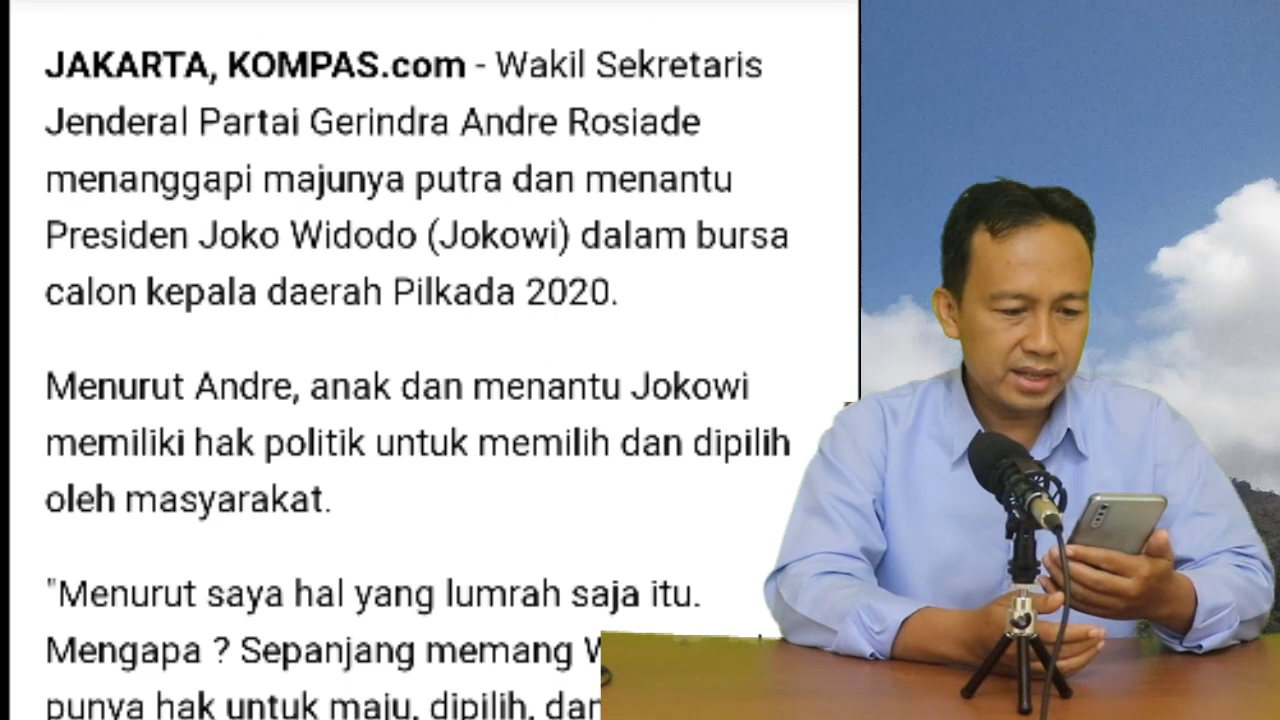 JAKARTA, KOMPAS.com - Wakil Sekretaris
Jenderal Partai Gerindra Andre Rosiade
menanggapi majunya putra dan menantu
Presiden Joko Widodo (Jokowi) dalam bursa
calon kepala daerah Pilkada 2020.
Menurut Andre, anak dan menantu Jokowi
memiliki hak politik untuk memilih dan dipilih
oleh masyarakat.
"Menurut saya hal yang lumrah saja itu.
Mengapa ? Sepanjang memang
punya hak untuk maju, dipilih, dan